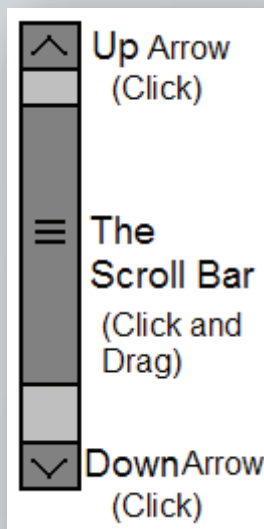 Up Arrow
(Click)
The
Scroll Bar
(Click and
Drag)
Down Arrow
(Click)